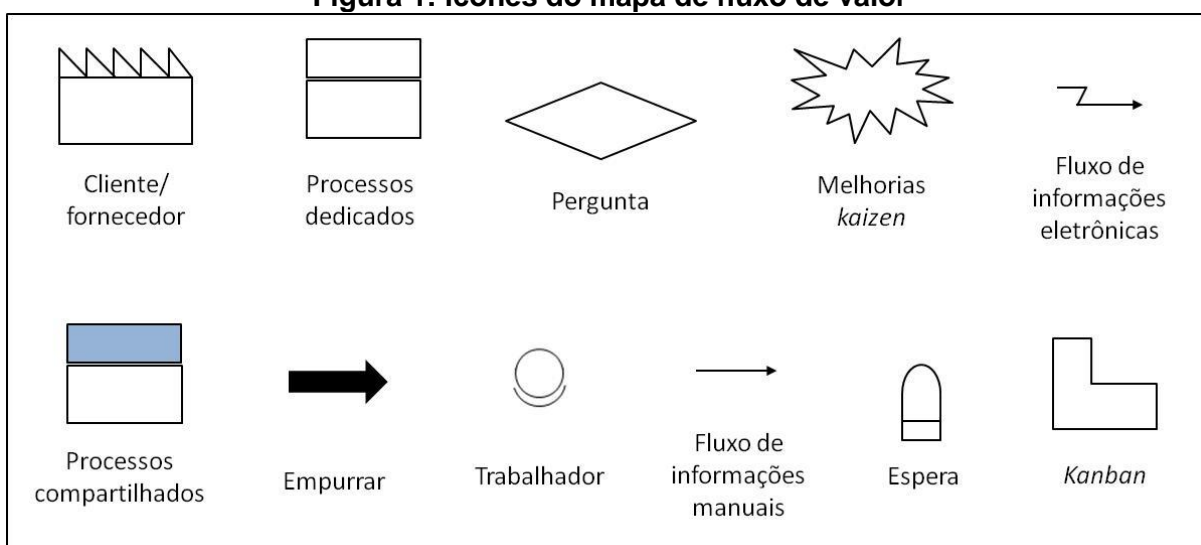 Figura 1: Ícones do mapa de fluxo de valor
Cliente/
fornecedor
Processos
dedicados
Pergunta
Melhorias
kaizen
Fluxo de
informações
eletrônicas
Processos
compartilhados
Empurrar
Trabalhador
Fluxo de
informações
manuais
Espera
Kanban